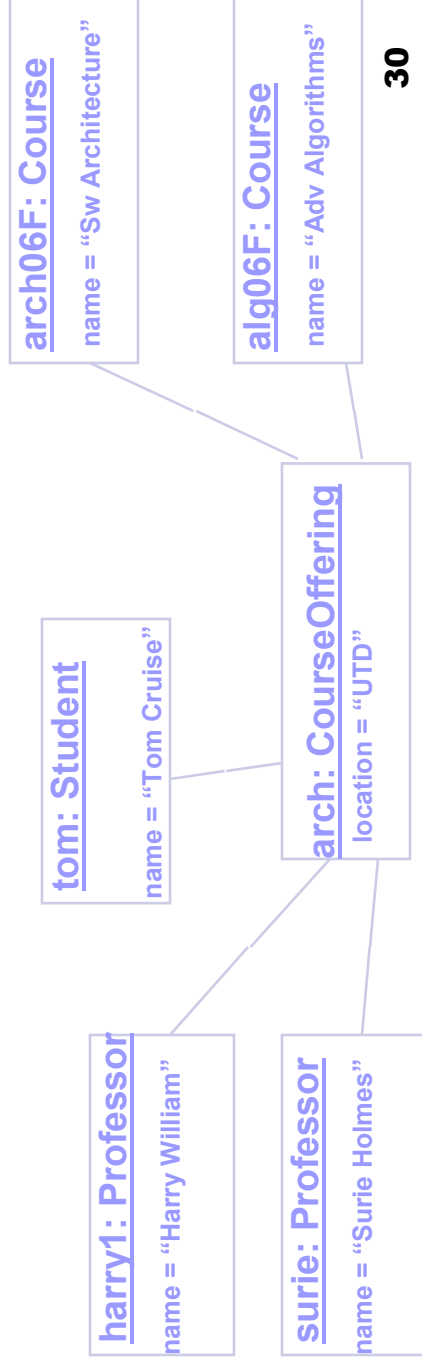 harry1: Professor
name = “Harry William”
tom: Student
name = “Tom Cruise”
arch06F: Course
name = “Sw Architecture”
surie: Professor
name = “Surie Holmes”
arch: CourseOffering
location = “UTD”
alg06F: Course
name = “Adv Algorithms”
30